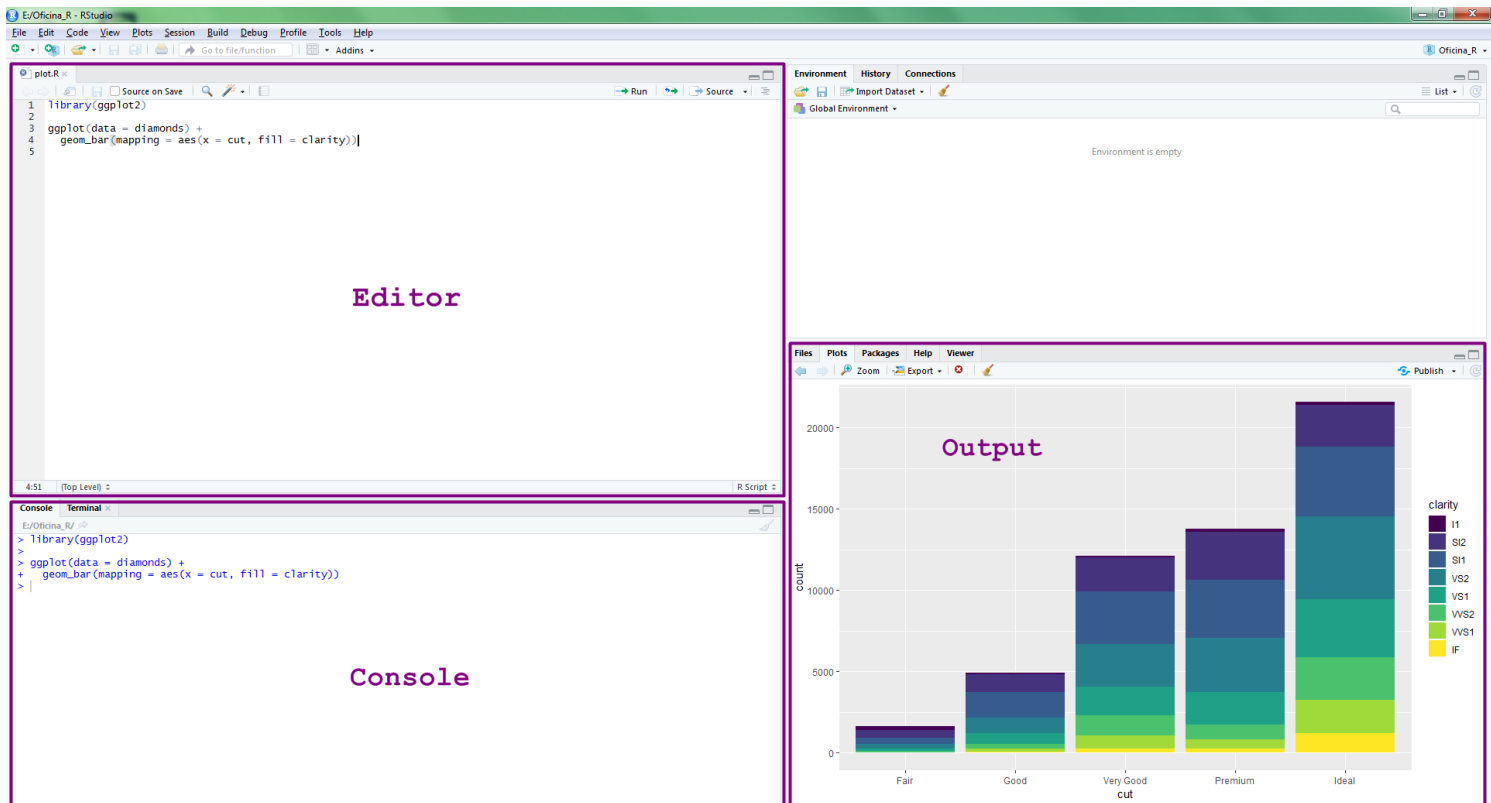 E:/Oficina_R - RStudio
File Edit Code View Plots Session Build Debug Profile Tools Help
Go to file/function Addins
Oficina_R
plot.R
Source on Save Run Source
1 library(ggplot2)
2
3 ggplot(data = diamonds) +
4 geom_bar(mapping = aes(x = cut, fill = clarity))
5
Editor
4:51 (Top Level) R Script
Console Terminal
E:/Oficina_R/
> library(ggplot2)
>
> ggplot(data = diamonds) +
+ geom_bar(mapping = aes(x = cut, fill = clarity))
>
Console
Environment History Connections
Import Dataset List
Global Environment
Environment is empty
Files Plots Packages Help Viewer
Zoom Export Publish
Output
20000
15000
10000
5000
0
count
Fair Good Very Good Premium Ideal
cut
clarity
I1
SI2
SI1
VS2
VS1
VVS2
VVS1
IF